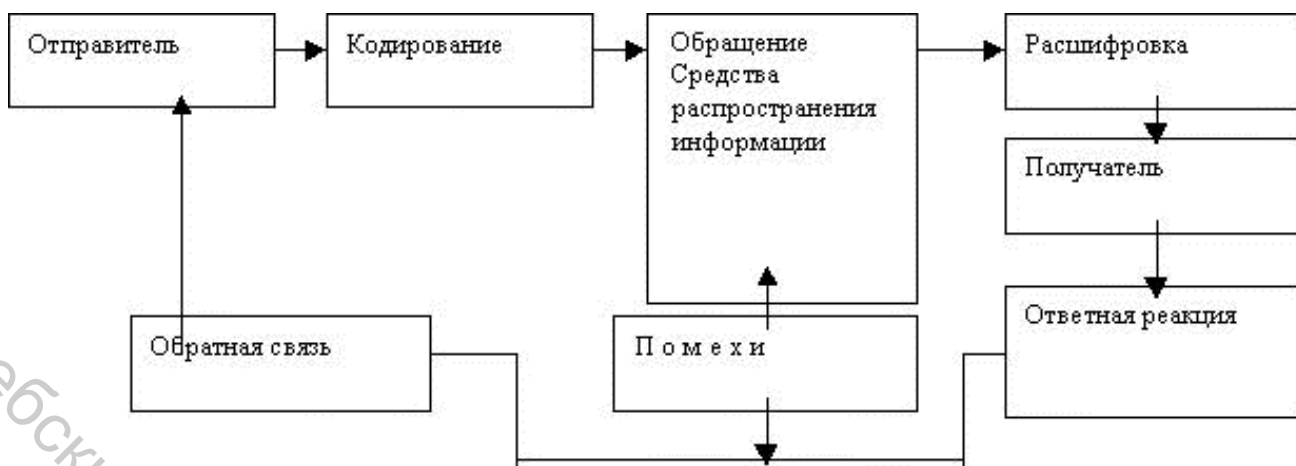 Отправитель
Кодирование
Обращение
Средства
распространения
информации
Расшифровка
Получатель
Ответная реакция
П о м е х и
Обратная связь